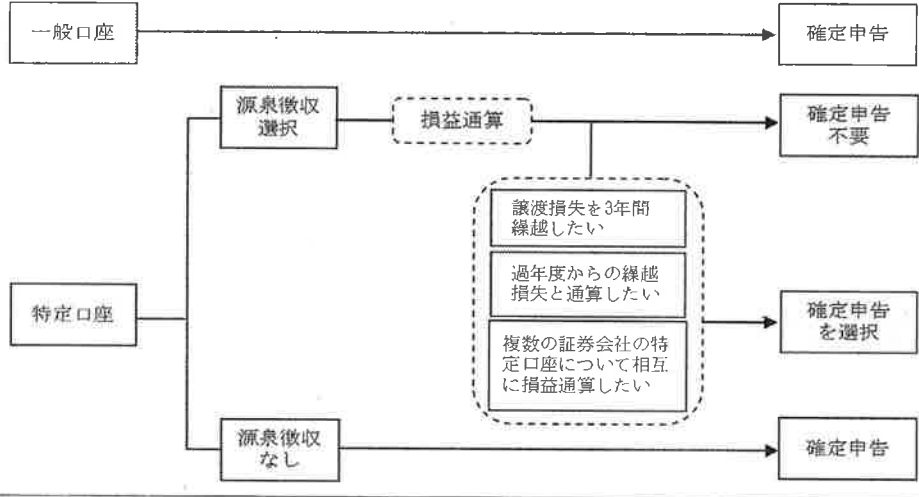 一般口座
確定申告
源泉徴収
選択
損益通算
確定申告
不要
譲渡損失を3年間
繰越したい
過年度からの繰越
損失と通算したい
特定口座
確定申告
を選択
複数の証券会社の特
定口座について相互
に損益通算したい
源泉徴収
なし
確定申告